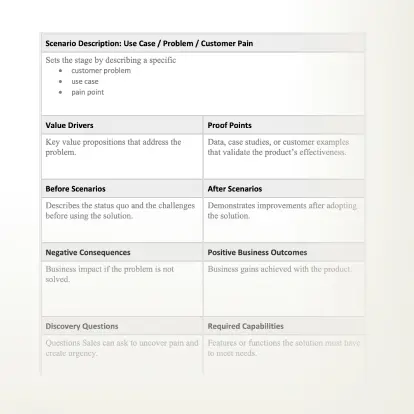 Scenario Description: Use Case / Problem / Customer Pain
Sets the stage by describing a specific
• customer problem
• use case
• pain point
Value Drivers
Proof Points
Key value propositions that address the
problem.
Data, case studies, or customer examples
that validate the product's effectiveness.
Before Scenarios
After Scenarios
Describes the status quo and the challenges
before using the solution.
Demonstrates improvements after adopting
the solution.
Negative Consequences
Positive Business Outcomes
Business impact if the problem is not
solved.
Business gains achieved with the product.
Discovery Questions
Required Capabilities
Questions Sales can ask to uncover pain and
create urgency.
Features or functions the solution must have
to meet needs.